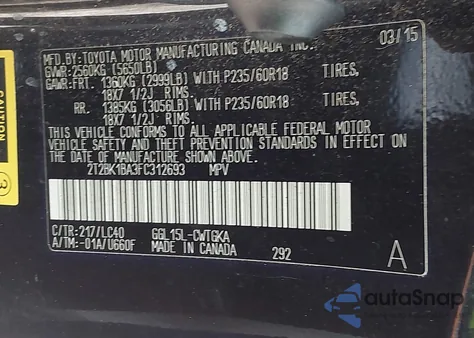 MFD.BY: TOYOTA MOTOR MANUFACTURING CANADA INC. 03/15
GVWR: 2560KG (5650LB)
GAWR: FRT. 1360KG (2999LB) WITH P235/60R18 TIRES,
18X7 1/2J RIMS.
RR. 1385KG (3056LB) WITH P235/60R18 TIRES,
18X7 1/2J RIMS.
THIS VEHICLE CONFORMS TO ALL APPLICABLE FEDERAL MOTOR
VEHICLE SAFETY AND THEFT PREVENTION STANDARDS IN EFFECT ON
THE DATE OF MANUFACTURE SHOWN ABOVE.
2T2BK1BA3FC312693 MPV
C/TR: 217/LC40 GGL15L-CWTGKA
A/TM: -01A/U660F MADE IN CANADA 292 A
CAUTION
3
autoSnap